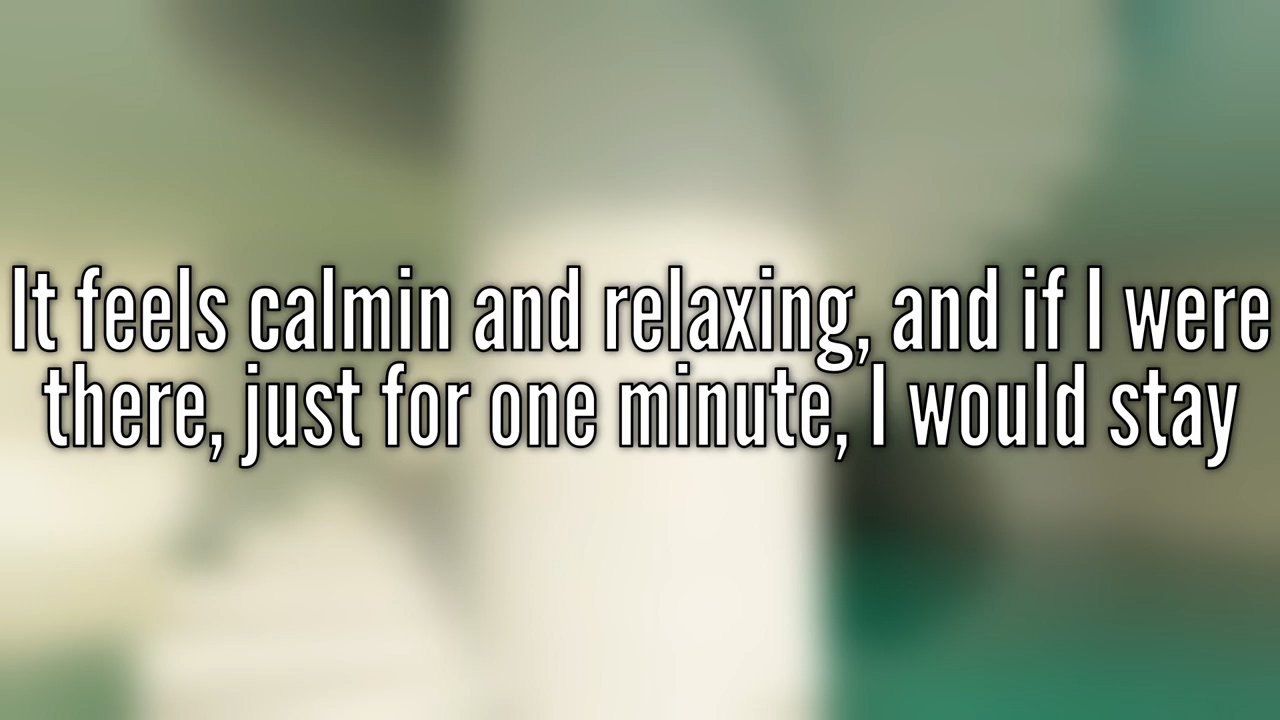 It feels calmin and relaxing, and if I were
there, just for one minute, I would stay